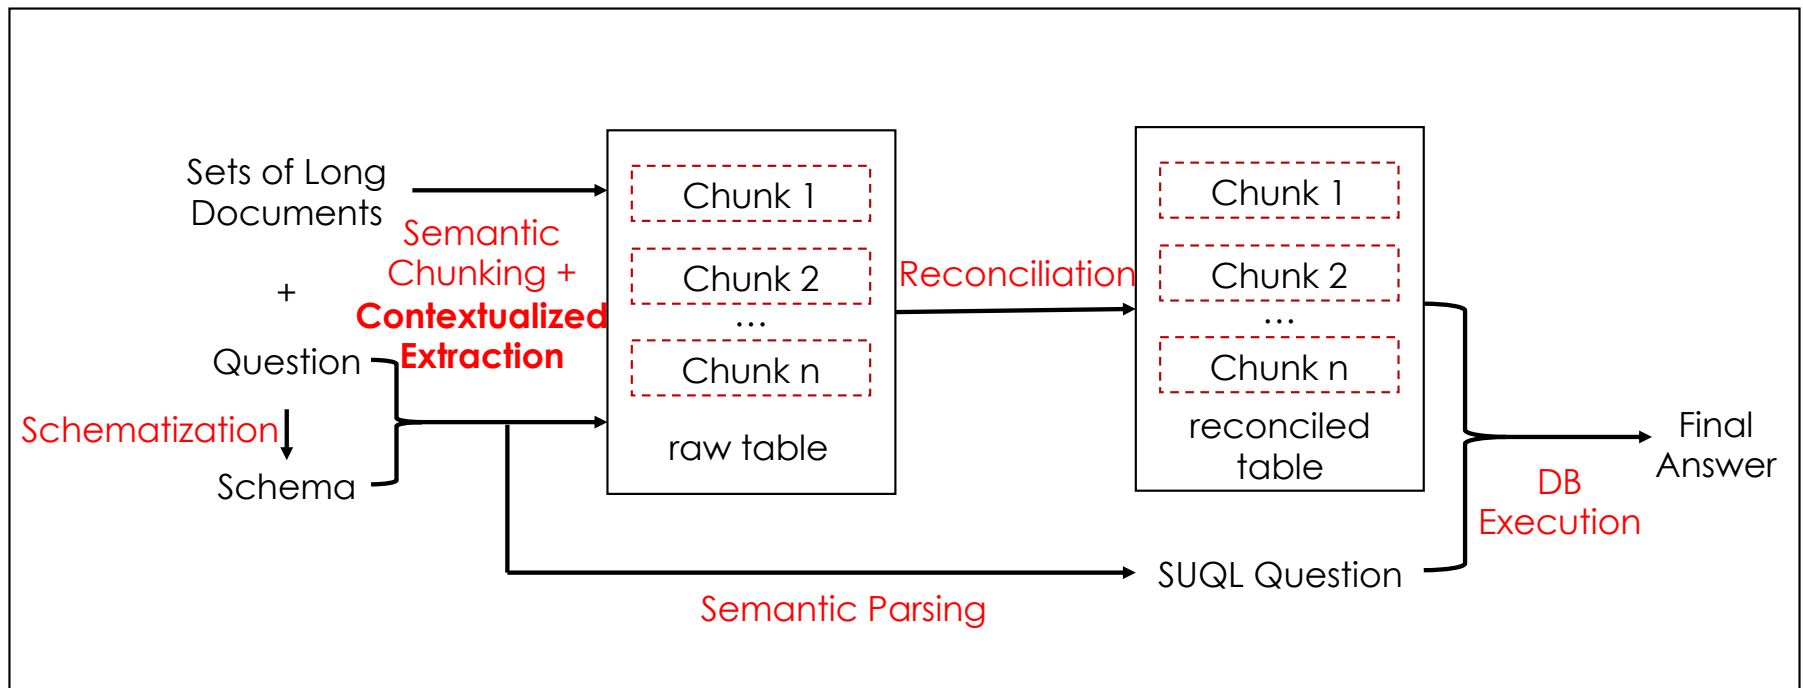 Sets of Long
Documents
+
Question
Schematization
Schema
Semantic
Chunking +
Contextualized
Extraction
Chunk 1
Chunk 2
...
Chunk n
raw table
Reconciliation
Chunk 1
Chunk 2
...
Chunk n
reconciled
table
Semantic Parsing
SUQL Question
DB
Execution
Final
Answer